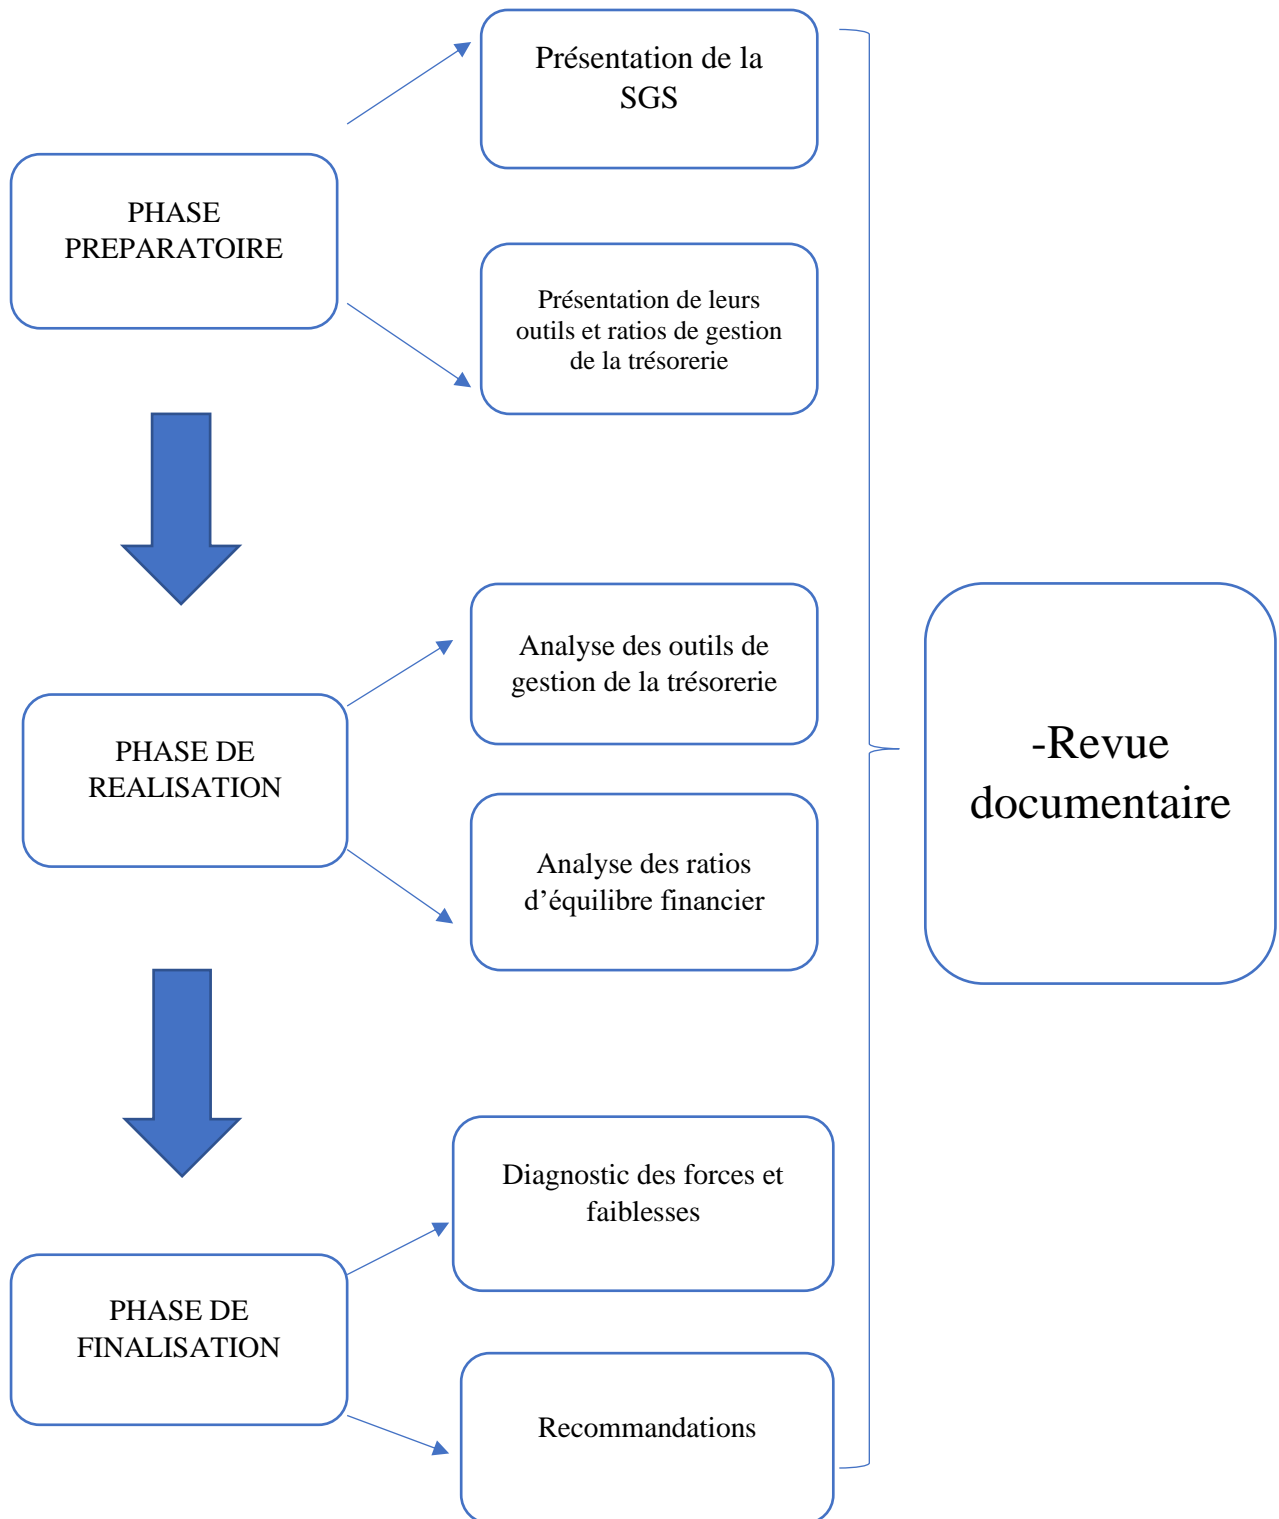 Présentation de la
SGS
PHASE
PREPARATOIRE
Présentation de leurs
outils et ratios de gestion
de la trésorerie
Analyse des outils de
gestion de la trésorerie
PHASE DE
REALISATION
Analyse des ratios
d’équilibre financier
-Revue
documentaire
Diagnostic des forces et
faiblesses
PHASE DE
FINALISATION
Recommandations